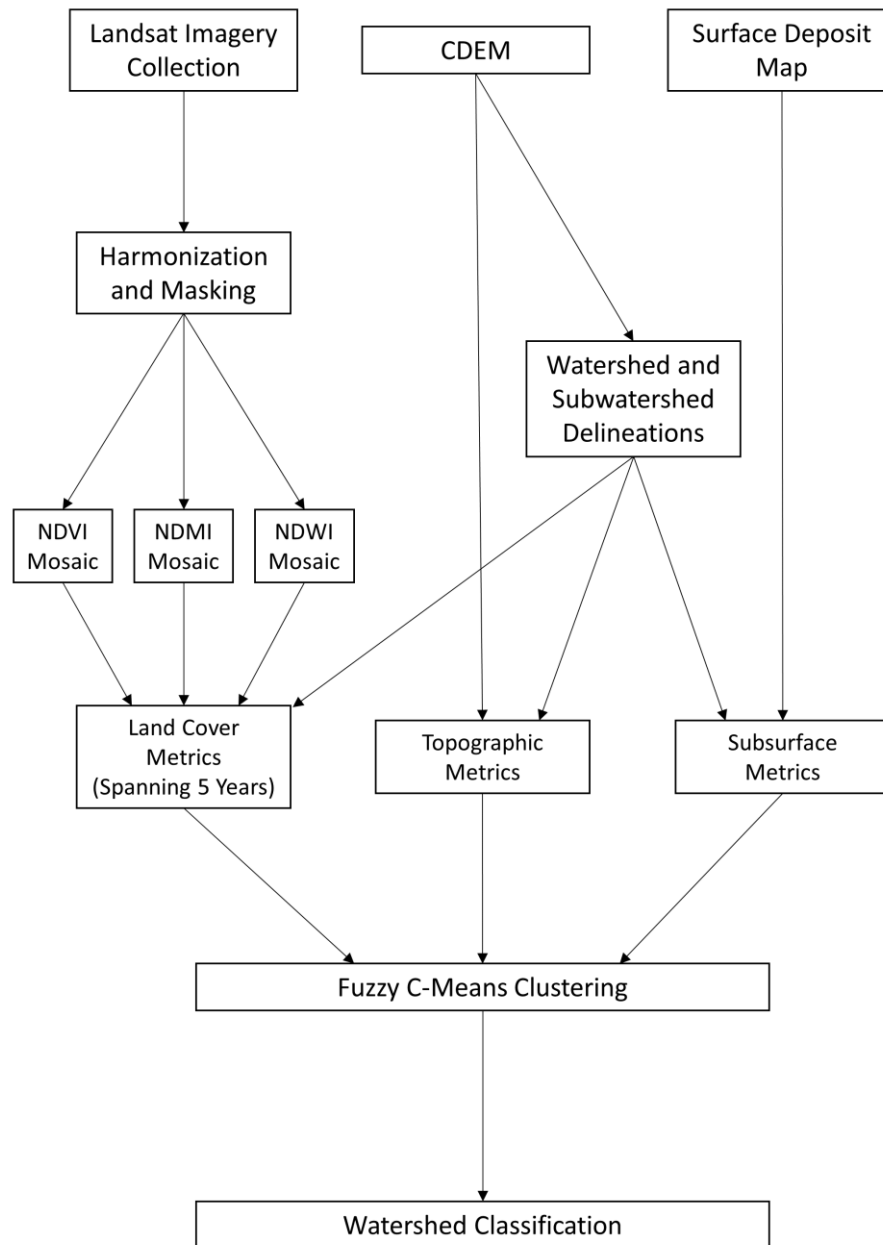 Landsat Imagery
Collection
CDEM
Surface Deposit
Map
Harmonization
and Masking
Watershed and
Subwatershed
Delineations
NDVI
Mosaic
NDMI
Mosaic
NDWI
Mosaic
Land Cover
Metrics
(Spanning 5 Years)
Topographic
Metrics
Subsurface
Metrics
Fuzzy C-Means Clustering
Watershed Classification